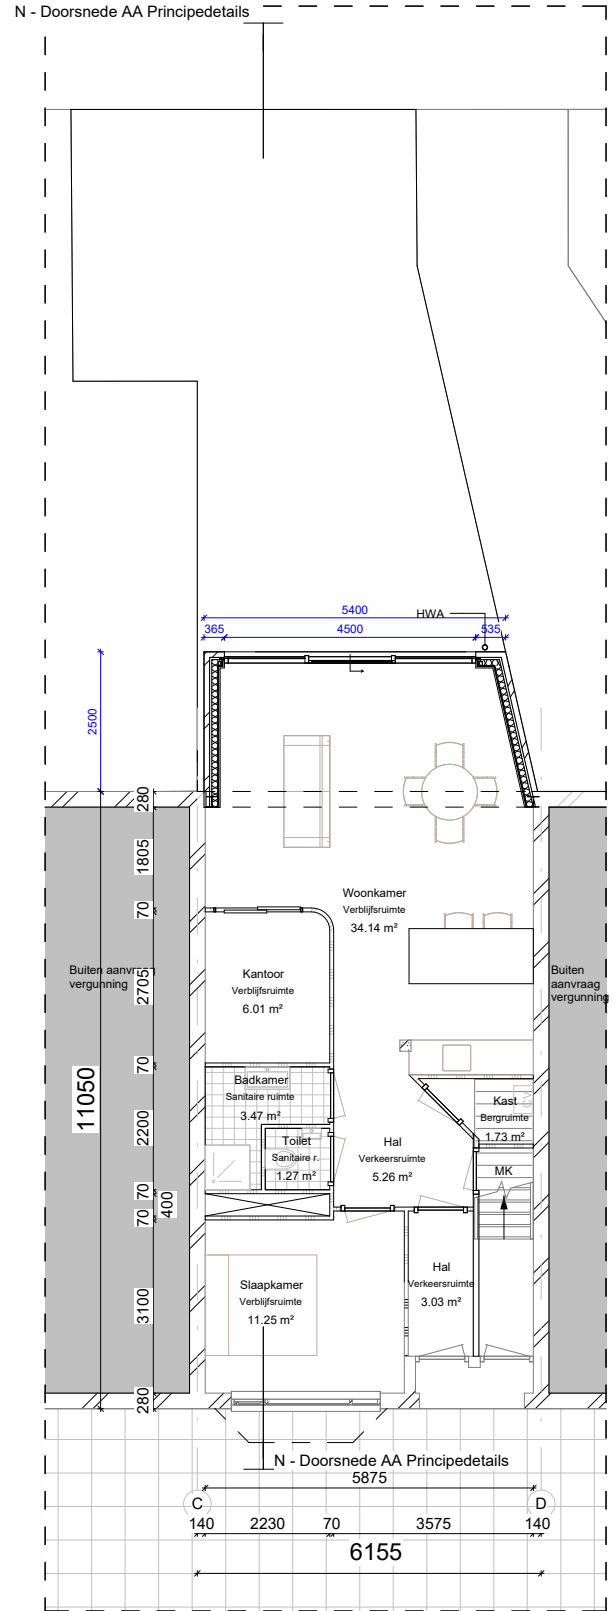 N - Doorsnede AA Principedetails
5400
HWA
365
4500
535
2500
280
1805
70
Woonkamer
Verblijfsruimte
34.14 m²
Buiten aanvraag
vergunning
Buiten
aanvraag
vergunning
Kantoor
Verblijfsruimte
6.01 m²
2705
70
11050
Badkamer
Sanitaire ruimte
3.47 m²
Kast
Bergruimte
1.73 m²
CV
2200
Toilet
Sanitaire r.
1.27 m²
Hal
Verkeersruimte
5.26 m²
MK
70
400
70
Slaapkamer
Verblijfsruimte
11.25 m²
Hal
Verkeersruimte
3.03 m²
3100
280
N - Doorsnede AA Principedetails
5875
C
D
140
2230
70
3575
140
6155